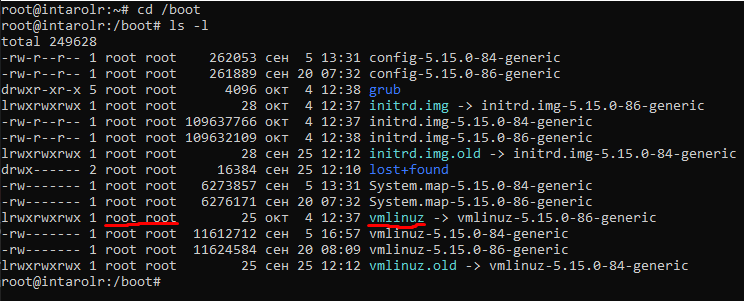 root@intarolr:~# cd /boot
root@intarolr:/boot# ls -l
total 249628
-rw-r--r-- 1 root root    262053 сен  5 13:31 config-5.15.0-84-generic
-rw-r--r-- 1 root root    261889 сен 20 07:32 config-5.15.0-86-generic
drwxr-xr-x 5 root root      4096 окт  4 12:38 grub
lrwxrwxrwx 1 root root        28 окт  4 12:37 initrd.img -> initrd.img-5.15.0-86-generic
-rw-r--r-- 1 root root 109637766 окт  4 12:37 initrd.img-5.15.0-84-generic
-rw-r--r-- 1 root root 109632109 окт  4 12:38 initrd.img-5.15.0-86-generic
lrwxrwxrwx 1 root root        28 сен 25 12:12 initrd.img.old -> initrd.img-5.15.0-84-generic
drwx------ 2 root root     16384 сен 25 12:10 lost+found
-rw------- 1 root root   6273857 сен  5 13:31 System.map-5.15.0-84-generic
-rw------- 1 root root   6276171 сен 20 07:32 System.map-5.15.0-86-generic
lrwxrwxrwx 1 root root        25 окт  4 12:37 vmlinuz -> vmlinuz-5.15.0-86-generic
-rw------- 1 root root  11612712 сен  5 16:57 vmlinuz-5.15.0-84-generic
-rw------- 1 root root  11624584 сен 20 08:09 vmlinuz-5.15.0-86-generic
lrwxrwxrwx 1 root root        25 сен 25 12:12 vmlinuz.old -> vmlinuz-5.15.0-84-generic
root@intarolr:/boot#